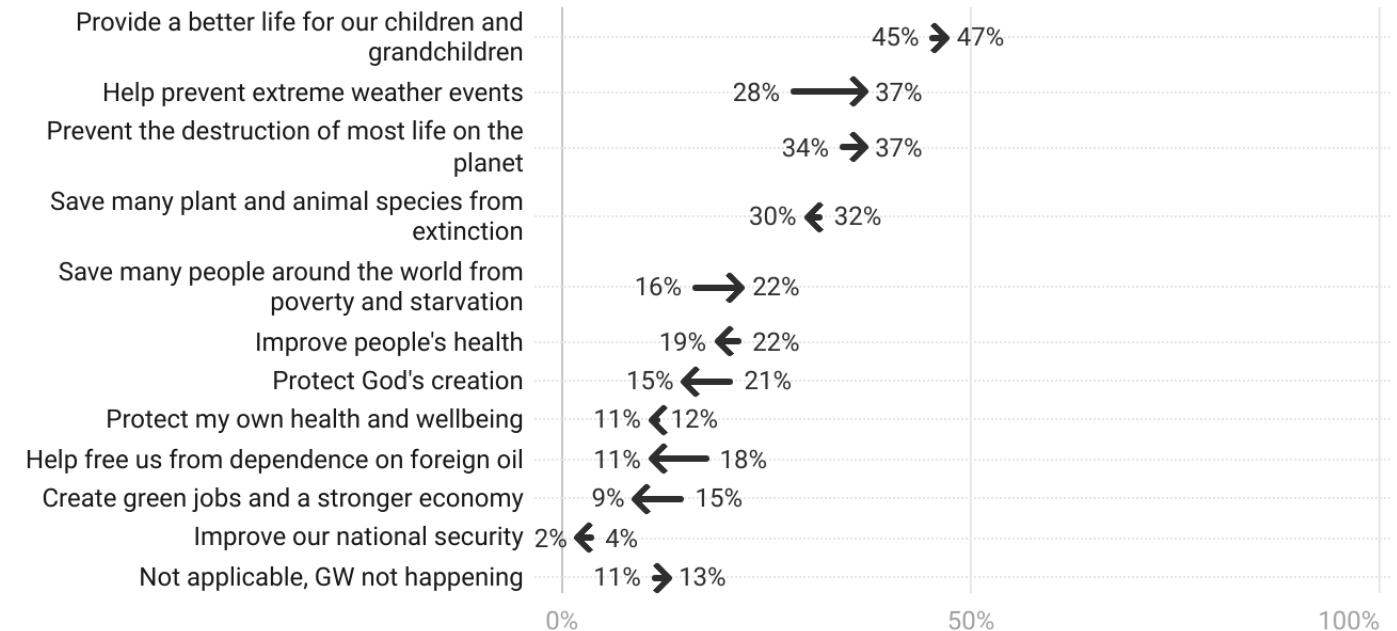 Provide a better life for our children and
grandchildren
45% 47%
Help prevent extreme weather events
28% 37%
Prevent the destruction of most life on the
planet
34% 37%
Save many plant and animal species from
extinction
30% 32%
Save many people around the world from
poverty and starvation
16% 22%
Improve people's health
19% 22%
Protect God's creation
15% 21%
Protect my own health and wellbeing
11% 12%
Help free us from dependence on foreign oil
11% 18%
Create green jobs and a stronger economy
9% 15%
Improve our national security
2% 4%
Not applicable, GW not happening
11% 13%
0% 50% 100%